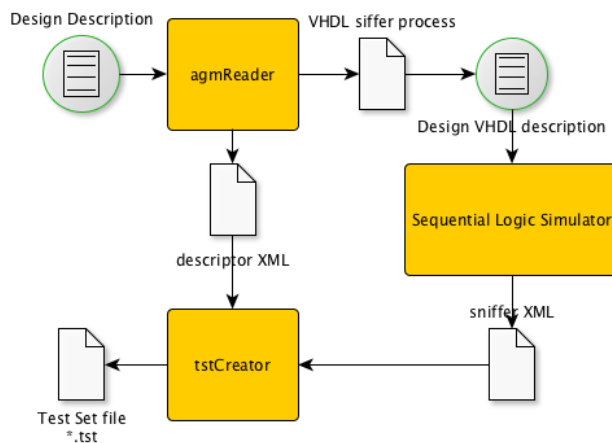 Design Description
VHDL siffer process
agmReader
Design VHDL description
Sequential Logic Simulator
descriptor XML
sniffer XML
tstCreator
Test Set file
*.tst